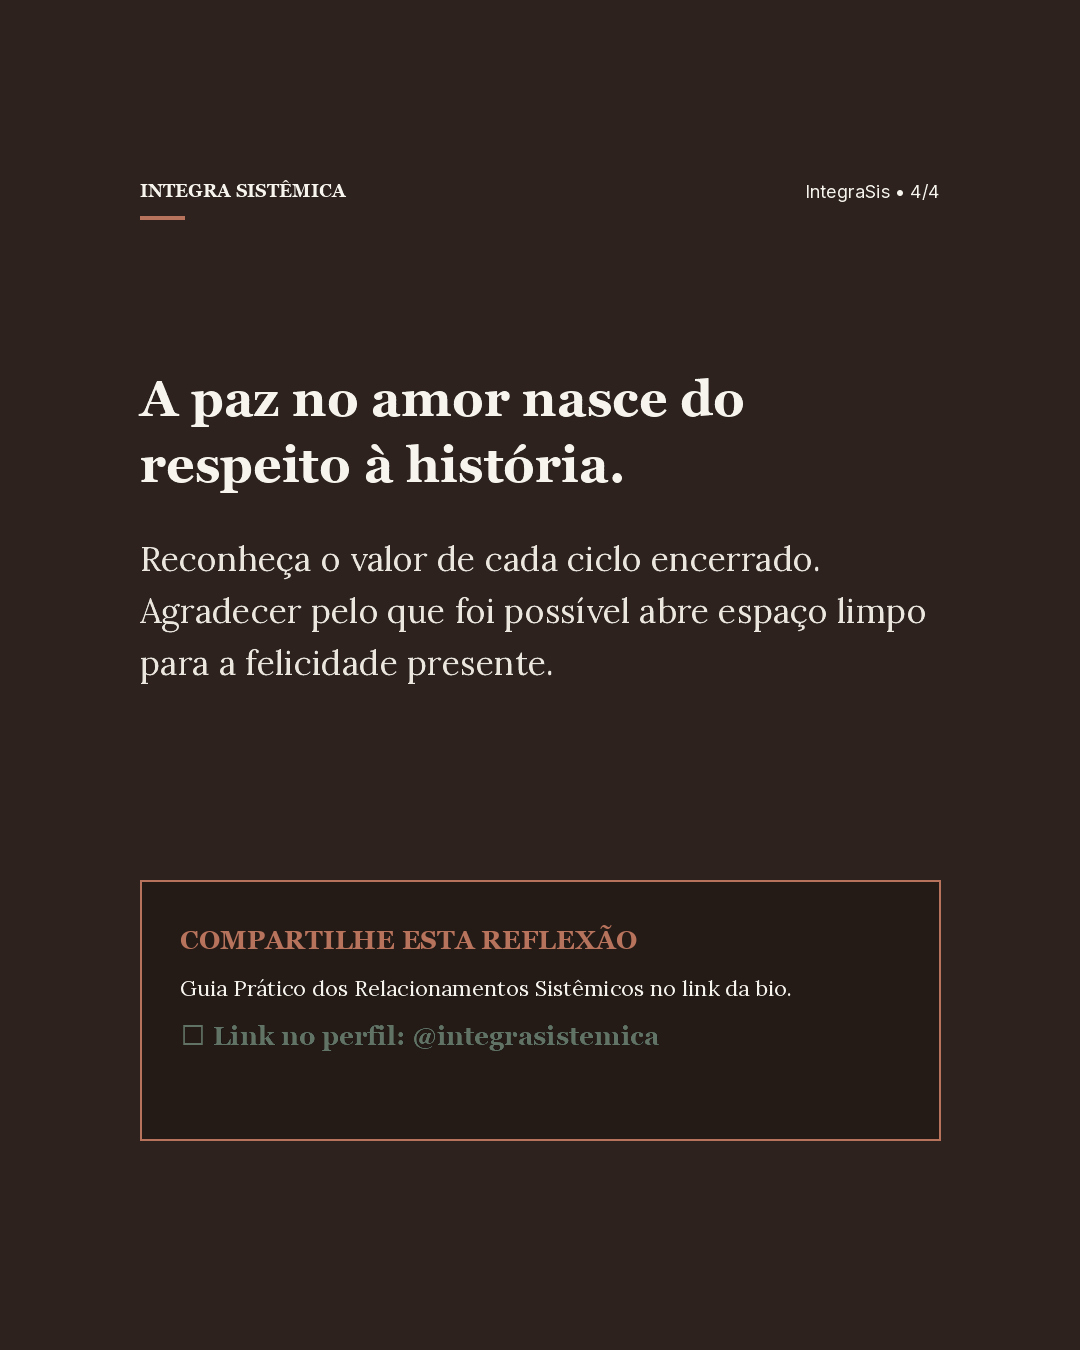 INTEGRA SISTÊMICA
IntegraSis • 4/4
A paz no amor nasce do
respeito à história.
Reconheça o valor de cada ciclo encerrado.
Agradecer pelo que foi possível abre espaço limpo
para a felicidade presente.
COMPARTILHE ESTA REFLEXÃO
Guia Prático dos Relacionamentos Sistêmicos no link da bio.
☐ Link no perfil: @integrasistemica